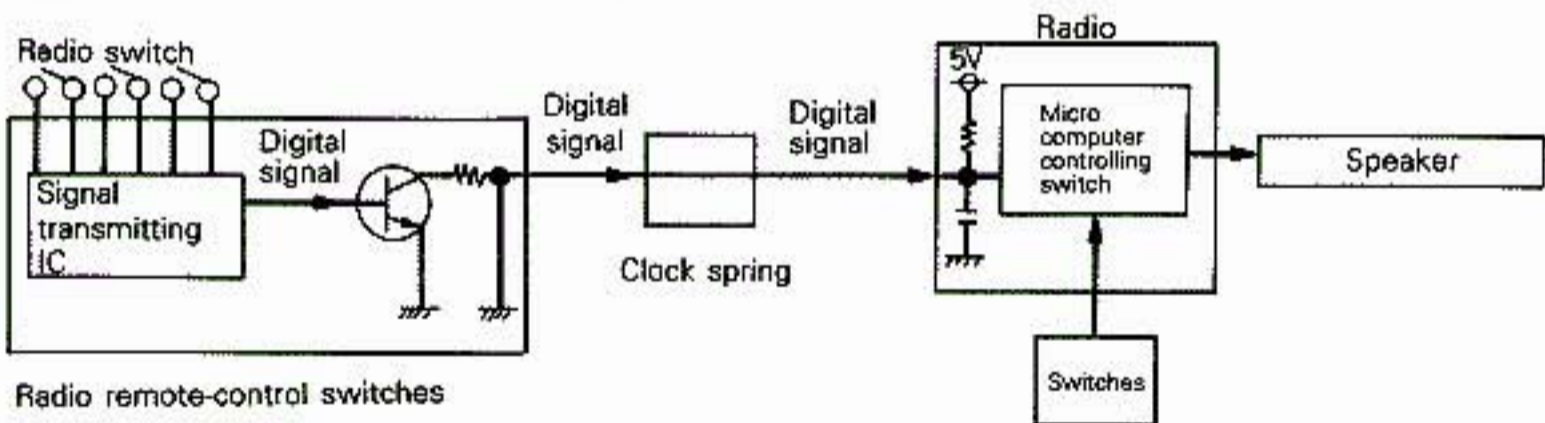 Radio switch
Signal
transmitting
IC
Digital
signal
Digital
signal
Clock spring
Digital
signal
Radio
5V
Micro
computer
controlling
switch
Speaker
Switches
Radio remote-control switches